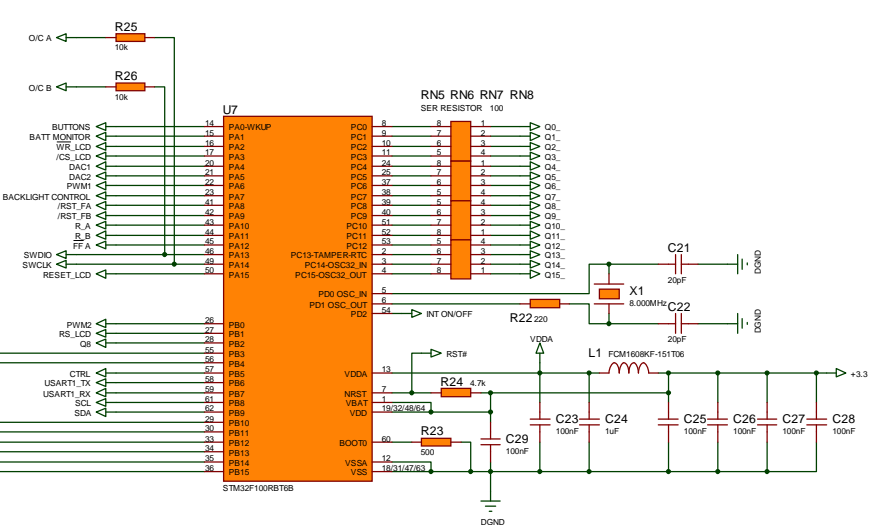 R25
O/C A
10k
R26
O/C B
10k
U7
RN5 RN6 RN7 RN8
SER RESISTOR 100
BUTTONS 14 PA0-WKUP PC0 8 8 1 Q0_
BATT MONITOR 15 PA1 PC1 9 7 2 Q1_
WR_LCD 16 PA2 PC2 10 6 3 Q2_
/CS_LCD 17 PA3 PC3 11 5 4 Q3_
DAC1 20 PA4 PC4 24 8 1 Q4_
DAC2 21 PA5 PC5 25 7 2 Q5_
PWM1 22 PA6 PC6 37 6 3 Q6_
BACKLIGHT CONTROL 23 PA7 PC7 38 5 4 Q7_
/RST_FA 41 PA8 PC8 39 5 4 Q8_
/RST_FB 42 PA9 PC9 40 6 3 Q9_
R_A 43 PA10 PC10 51 7 2 Q10_
R_B 44 PA11 PC11 52 8 1 Q11_
FF A 45 PA12 PC12 53 5 4 Q12_
SWDIO 46 PA13 PC13-TAMPER-RTC 2 6 3 Q13_
SWCLK 49 PA14 PC14-OSC32_IN 3 7 2 Q14_
RESET_LCD 50 PA15 PC15-OSC32_OUT 4 8 1 Q15_
C21
20pF
DGND
PD0 OSC_IN 5
X1
8.000MHz
PD1 OSC_OUT 6
R22 220
C22
20pF
DGND
PD2 54 INT ON/OFF
PWM2 26 PB0
RS_LCD 27 PB1
Q8 28 PB2
55 PB3
56 PB4
CTRL 57 PB5
USART1_TX 58 PB6
USART1_RX 59 PB7
SCL 61 PB8
SDA 62 PB9
29 PB10
30 PB11
33 PB12
34 PB13
35 PB14
36 PB15
VDDA
RST#
L1 FCM1608KF-151T06
VDDA 13
+3.3
NRST 7
R24 4.7k
VBAT 1
VDD 19/32/48/64
C23
100nF
C24
1uF
C25
100nF
C26
100nF
C27
100nF
C28
100nF
BOOT0 60
R23
500
C29
100nF
VSSA 12
VSS 18/31/47/63
STM32F100RBT6B
DGND